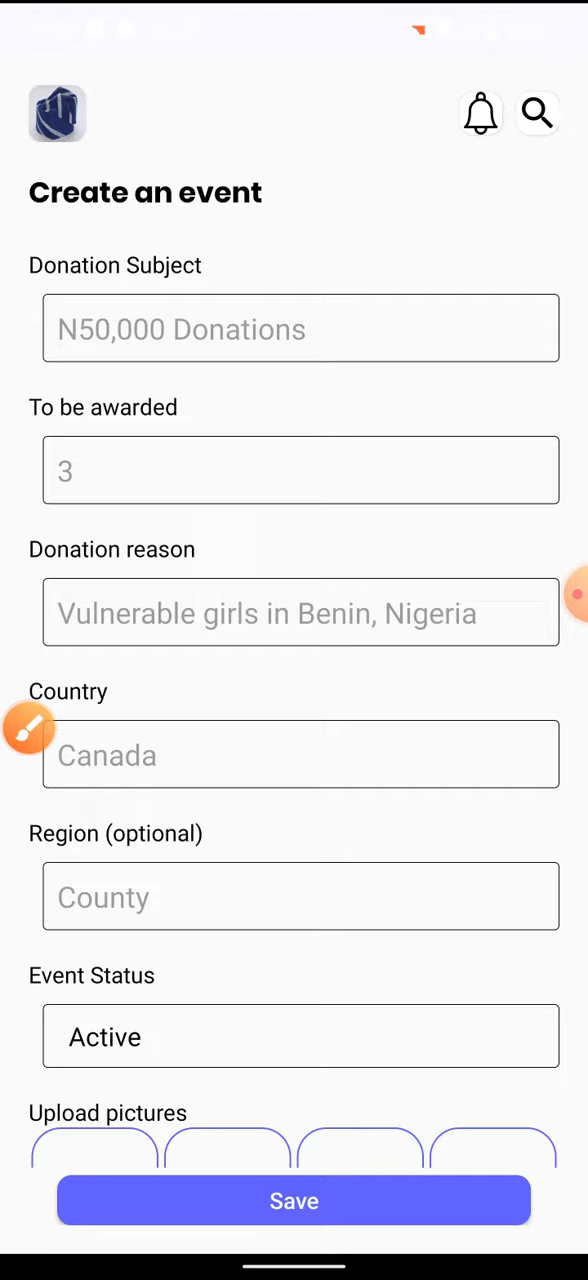 Create an event
Donation Subject
N50,000 Donations
To be awarded
3
Donation reason
Vulnerable girls in Benin, Nigeria
Country
Canada
Region (optional)
County
Event Status
Active
Upload pictures
Save